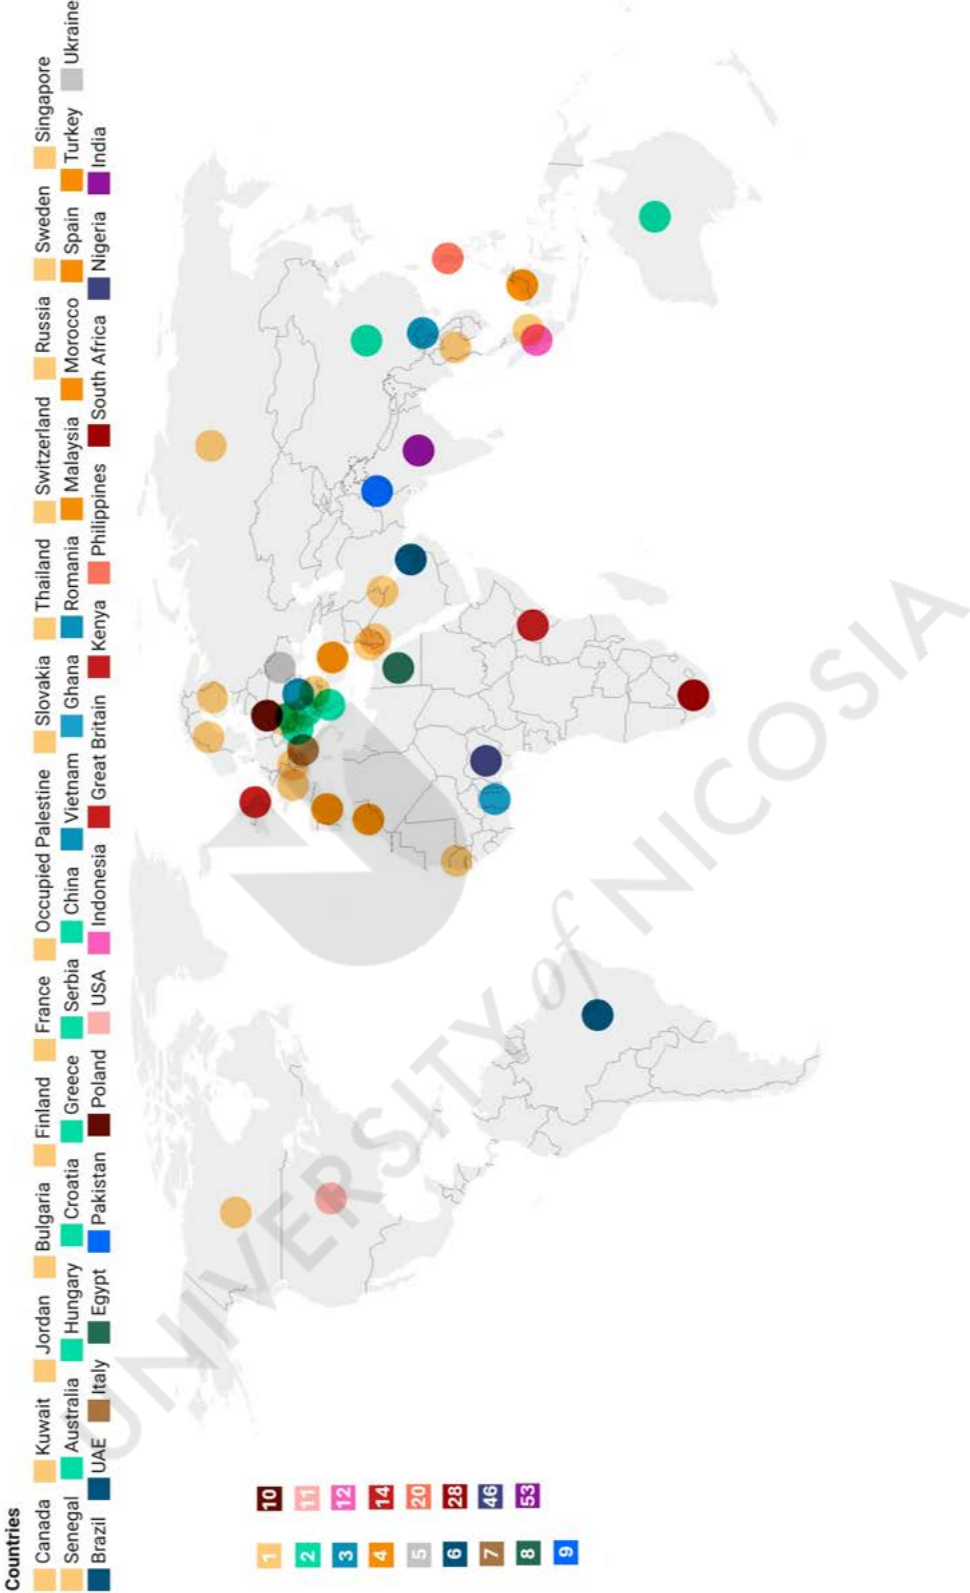 Countries
Canada Kuwait Jordan Bulgaria Finland France Occupied Palestine Slovakia Thailand Switzerland Russia Sweden Singapore
Senegal Australia Hungary Croatia Greece Serbia China Vietnam Ghana Romania Malaysia Morocco Spain Turkey Ukraine
Brazil UAE Italy Egypt Pakistan Poland USA Indonesia Great Britain Kenya Philippines South Africa Nigeria India
1 10
2 11
3 12
4 14
5 20
6 28
7 46
8 53
9
UNIVERSITY of NICOSIA